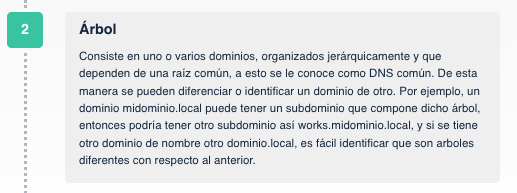 2
Árbol
Consiste en uno o varios dominios, organizados jerárquicamente y que
dependen de una raíz común, a esto se le conoce como DNS común. De esta
manera se pueden diferenciar o identificar un dominio de otro. Por ejemplo, un
dominio midominio.local puede tener un subdominio que compone dicho árbol,
entonces podría tener otro subdominio así works.midominio.local, y si se tiene
otro dominio de nombre otro dominio.local, es fácil identificar que son arboles
diferentes con respecto al anterior.